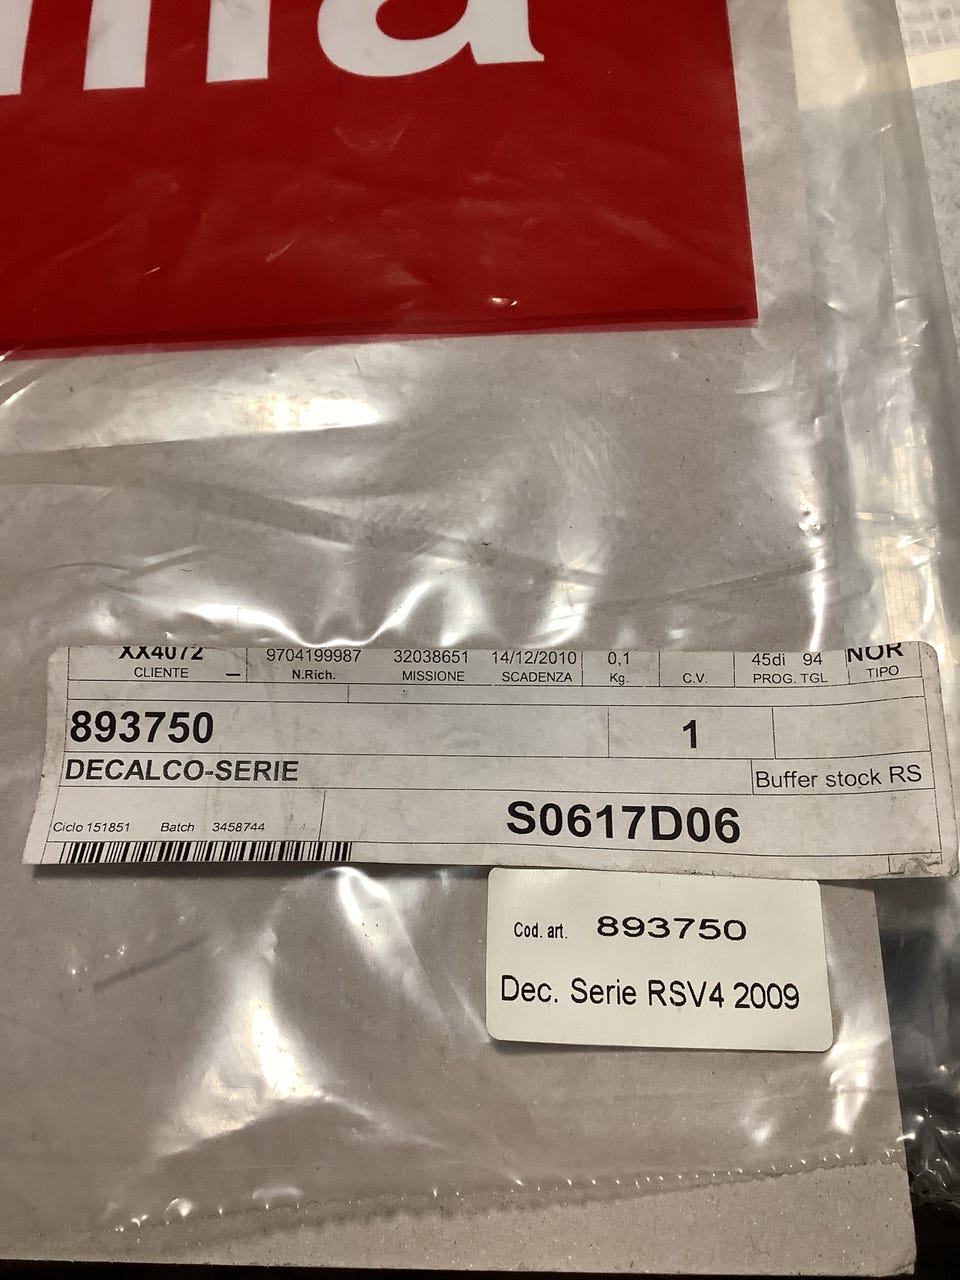 XX4072 9704199987 32038651 14/12/2010 0,1 45di 94 NOR
CLIENTE N.Rich. MISSIONE SCADENZA Kg. C.V. PROG. TGL TIPO
893750 1
DECALCO-SERIE Buffer stock RS
S0617D06
Ciclo 151851 Batch 3458744
Cod. art. 893750
Dec. Serie RSV4 2009